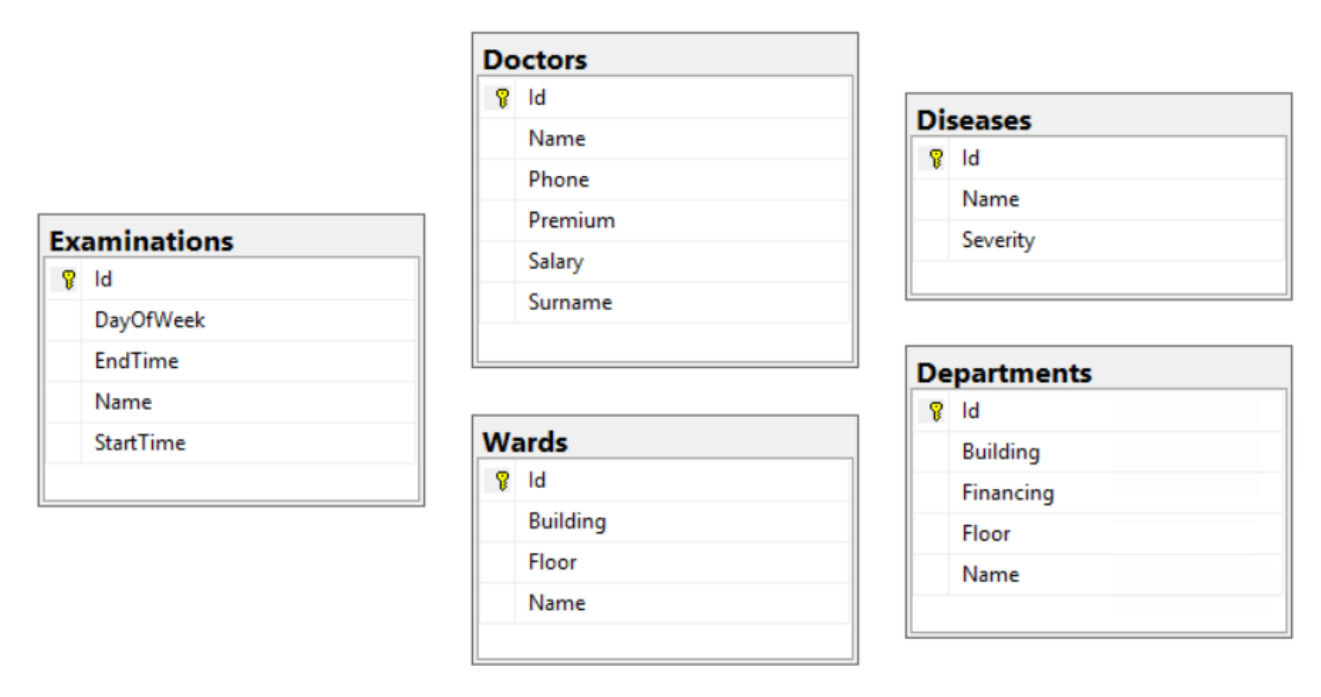 Examinations
Id
DayOfWeek
EndTime
Name
StartTime
Doctors
Id
Name
Phone
Premium
Salary
Surname
Wards
Id
Building
Floor
Name
Diseases
Id
Name
Severity
Departments
Id
Building
Financing
Floor
Name